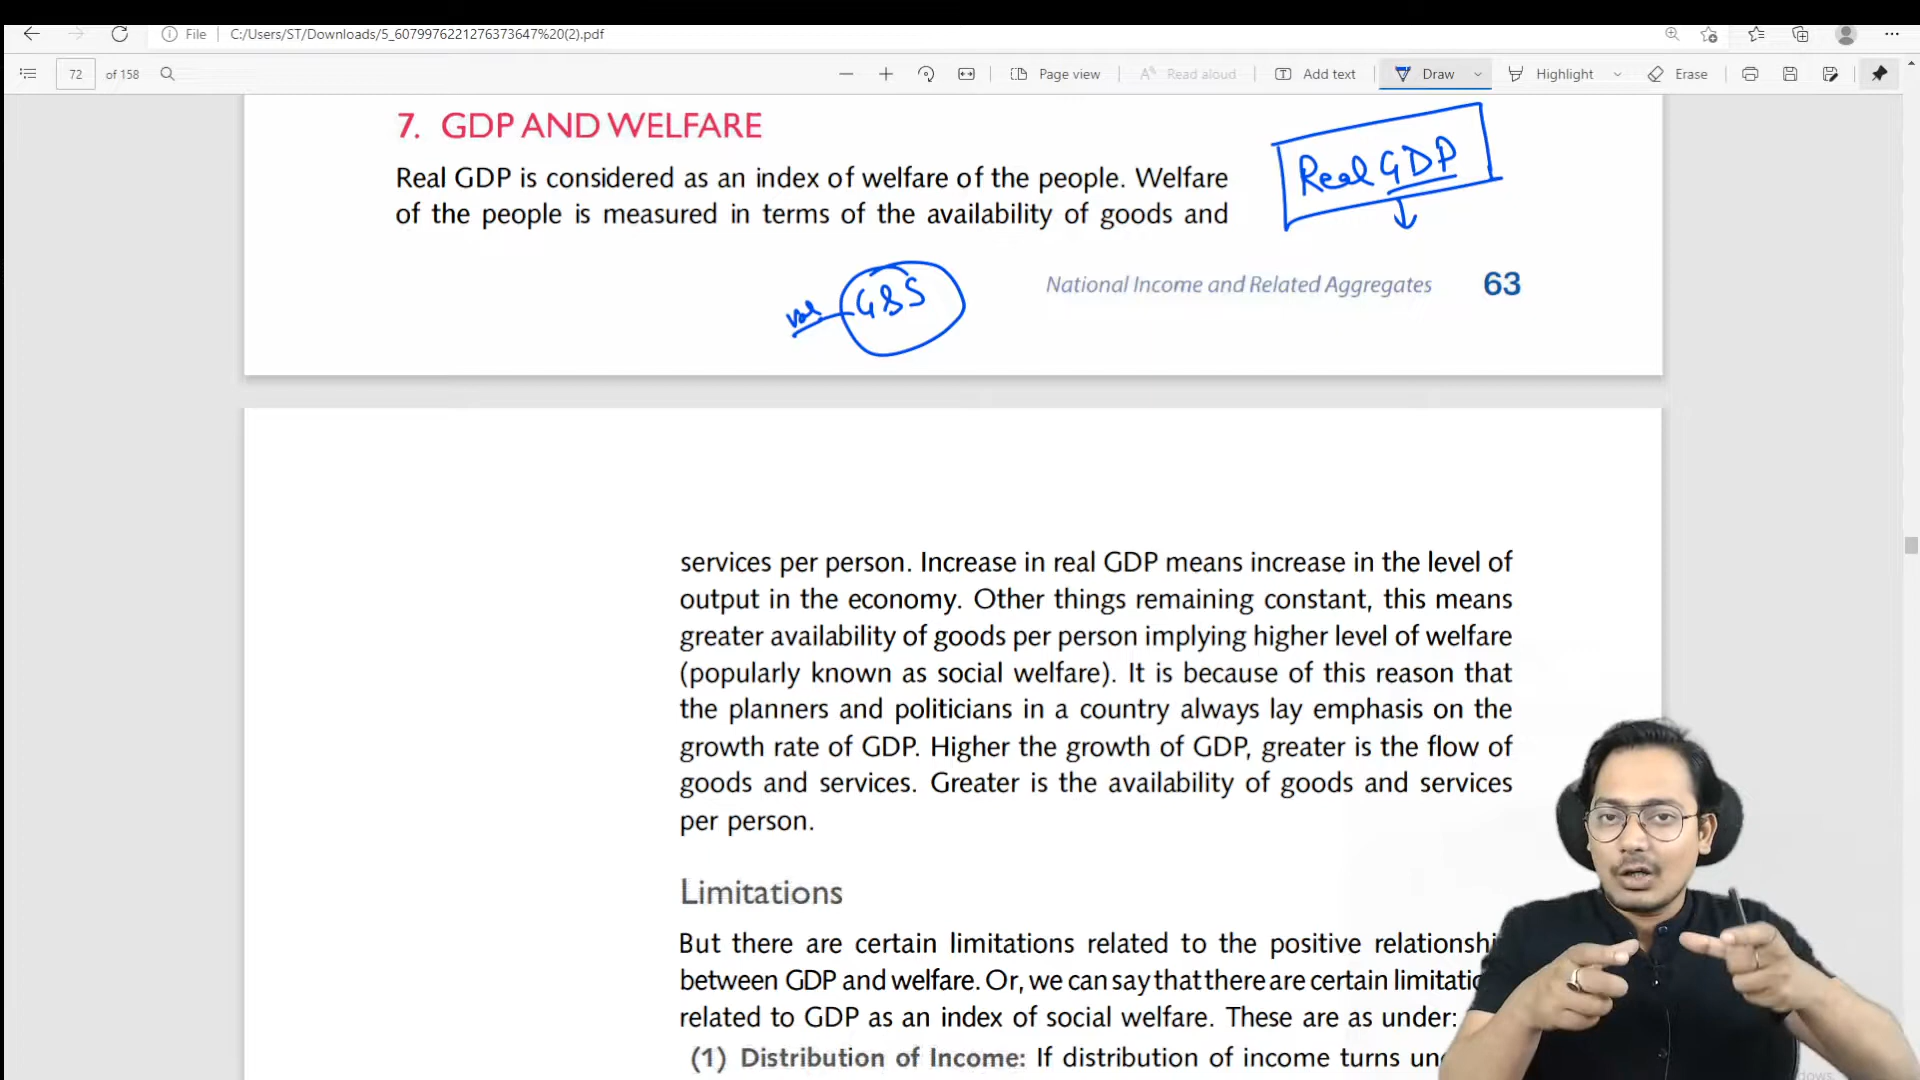 File
C:/Users/ST/Downloads/5_6079976221276373647%20(2).pdf
72 of 158
Page view
Read aloud
Add text
Draw
Highlight
Erase
7. GDP AND WELFARE
Real GDP
Real GDP is considered as an index of welfare of the people. Welfare
of the people is measured in terms of the availability of goods and
National Income and Related Aggregates 63
G&S
services per person. Increase in real GDP means increase in the level of
output in the economy. Other things remaining constant, this means
greater availability of goods per person implying higher level of welfare
(popularly known as social welfare). It is because of this reason that
the planners and politicians in a country always lay emphasis on the
growth rate of GDP. Higher the growth of GDP, greater is the flow of
goods and services. Greater is the availability of goods and services
per person.
Limitations
But there are certain limitations related to the positive
between GDP and welfare. Or, we can say that there are certain
related to GDP as an index of social welfare. These are as under:
(1) Distribution of Income: If distribution of income turns